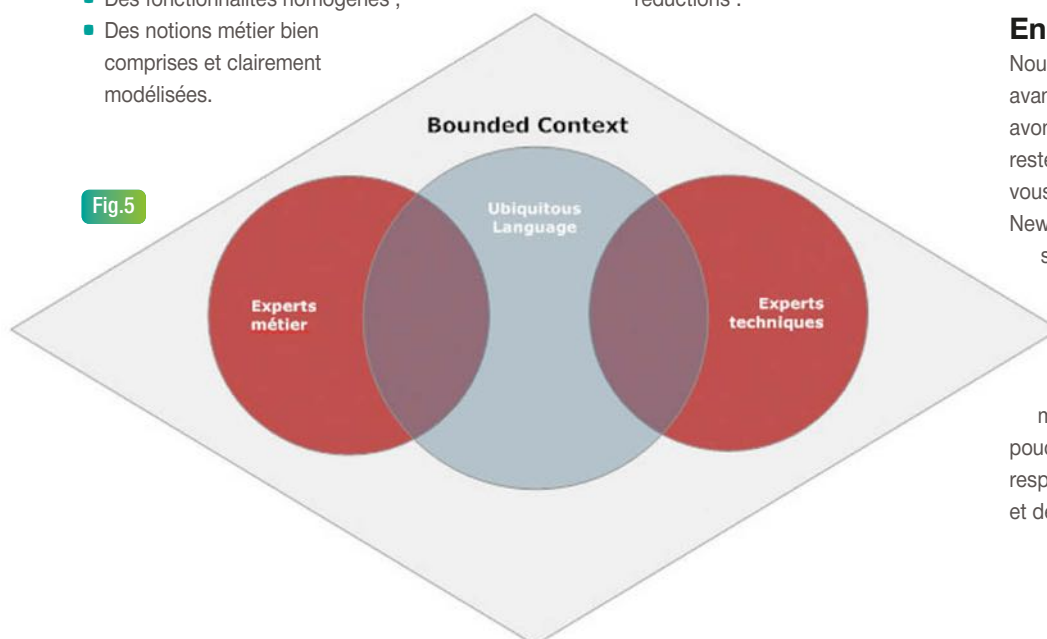 Des fonctionnalités homogènes ;
Des notions métier bien
comprises et clairement
modélisées.
réductions .
Fig.5
Bounded Context
Ubiquitous
Language
Experts
métier
Experts
techniques
En
Nou
avan
avon
reste
vous
New
s
m
pouc
resp
et de